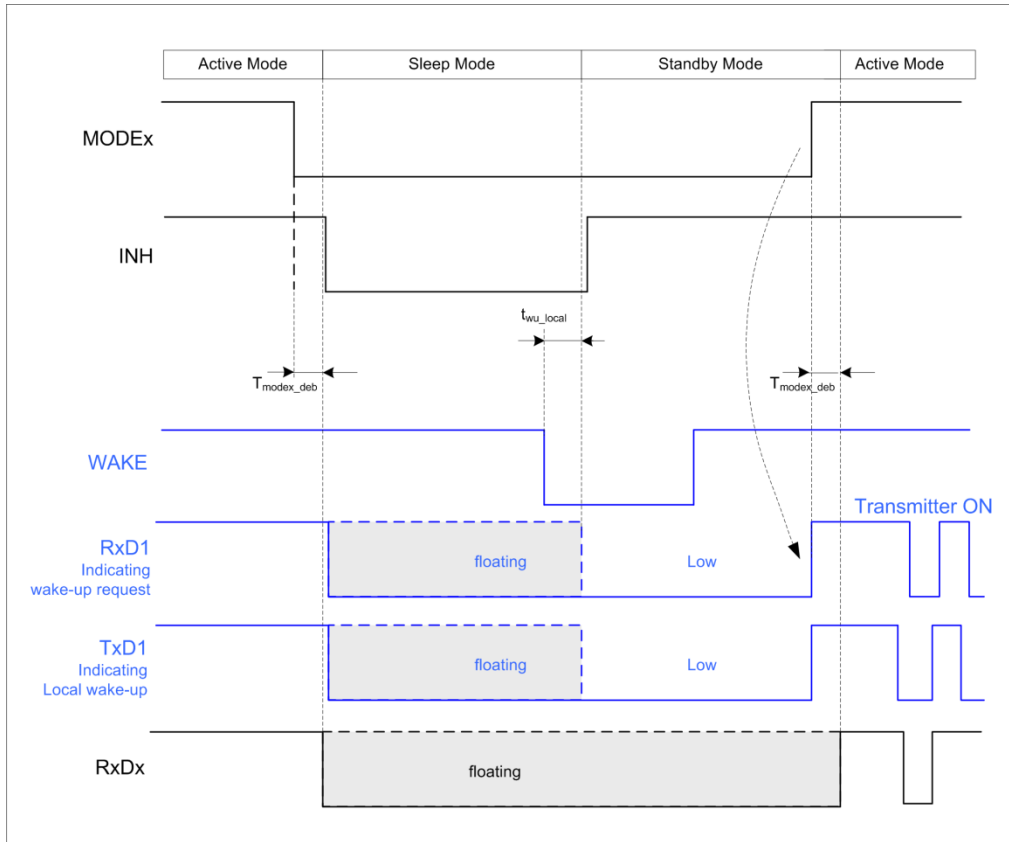 Active Mode
Sleep Mode
Standby Mode
Active Mode
MODEx
INH
twu_local
Tmodex_deb
Tmodex_deb
WAKE
Transmitter ON
RxD1
Indicating
wake-up request
floating
Low
TxD1
Indicating
Local wake-up
floating
Low
RxDx
floating